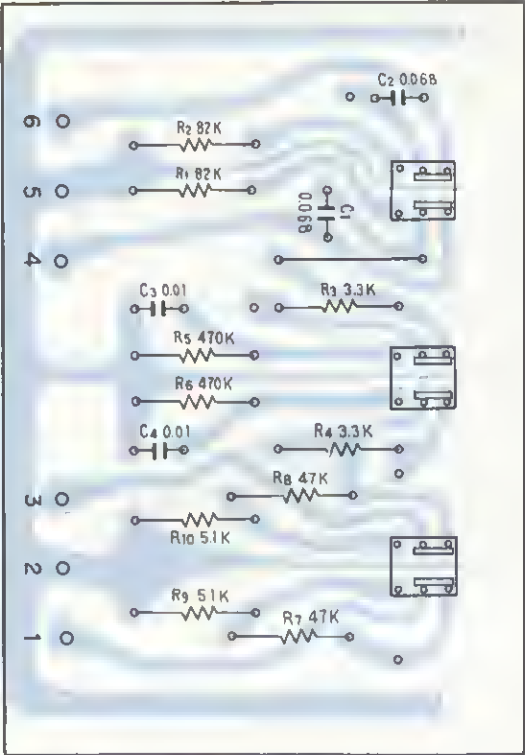 C2 0.068
6
R2 82K
R1 82K
5
C1
0.068
4
C3 0.01
R3 3.3K
R5 470K
R6 470K
C4 0.01
R4 3.3K
R8 47K
3
R10 5.1K
2
R9 5.1K
R7 47K
1